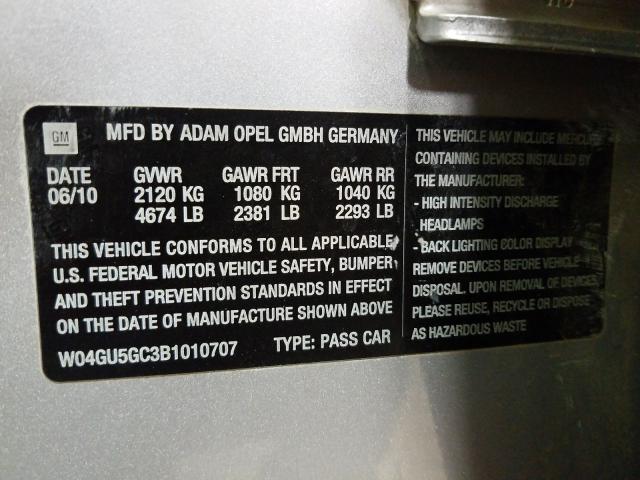 GM
MFD BY ADAM OPEL GMBH GERMANY
DATE GVWR GAWR FRT GAWR RR
06/10 2120 KG 1080 KG 1040 KG
4674 LB 2381 LB 2293 LB
THIS VEHICLE CONFORMS TO ALL APPLICABLE
U.S. FEDERAL MOTOR VEHICLE SAFETY, BUMPER
AND THEFT PREVENTION STANDARDS IN EFFECT
ON THE DATE OF MANUFACTURE SHOWN ABOVE
W04GU5GC3B1010707 TYPE: PASS CAR
THIS VEHICLE MAY INCLUDE
CONTAINING DEVICES INSTALLED BY
THE MANUFACTURER:
- HIGH INTENSITY DISCHARGE
HEADLAMPS
- BACK LIGHTING COLOR DISPLAY
REMOVE DEVICES BEFORE VEHICLE
DISPOSAL. UPON REMOVAL OF DEVICES
PLEASE REUSE, RECYCLE OR DISPOSE
AS HAZARDOUS WASTE